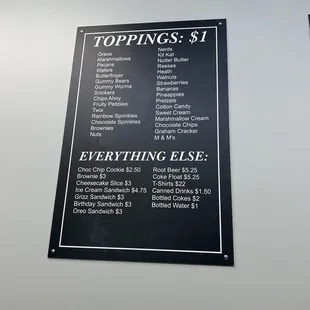 TOPPINGS: $1
Oreos
Marshmallows
Pecans
Wafers
Butterfinger
Gummy Bears
Gummy Worms
Snickers
Chips Ahoy
Fruity Pebbles
Twix
Rainbow Sprinkles
Chocolate Sprinkles
Brownies
Nuts
Nerds
Kit Kat
Nutter Butter
Reeses
Heath
Walnuts
Strawberries
Bananas
Pineapples
Pretzels
Cotton Candy
Sweet Cream
Marshmallow Cream
Chocolate Chips
Graham Cracker
M & M's
EVERYTHING ELSE:
Choc Chip Cookie $2.50
Brownie $3
Cheesecake Slice $3
Ice Cream Sandwich $4.75
Grizz Sandwich $3
Birthday Sandwich $3
Oreo Sandwich $3
Root Beer $5.25
Coke Float $5.25
T-Shirts $22
Canned Drinks $1.50
Bottled Cokes $2
Bottled Water $1